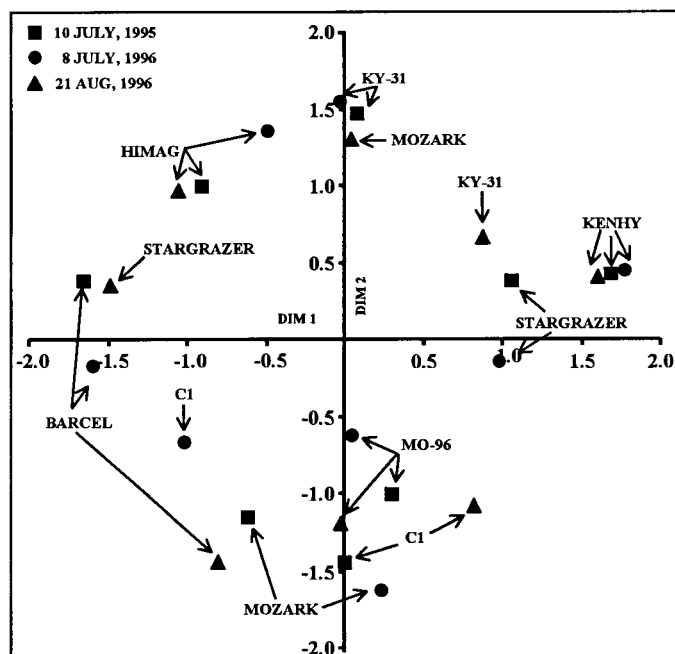 10 JULY, 1995
8 JULY, 1996
21 AUG, 1996
2.0
KY-31
1.5
HIMAG
MOZARK
1.0
KY-31
KENHY
STARGRAZER
0.5
DIM 1
DIM 2
STARGRAZER
-2.0 -1.5 -1.0 -0.5 0.5 1.0 1.5 2.0
BARCEL
C1
-0.5
MO-96
-1.0
C1
-1.5
MOZARK
-2.0